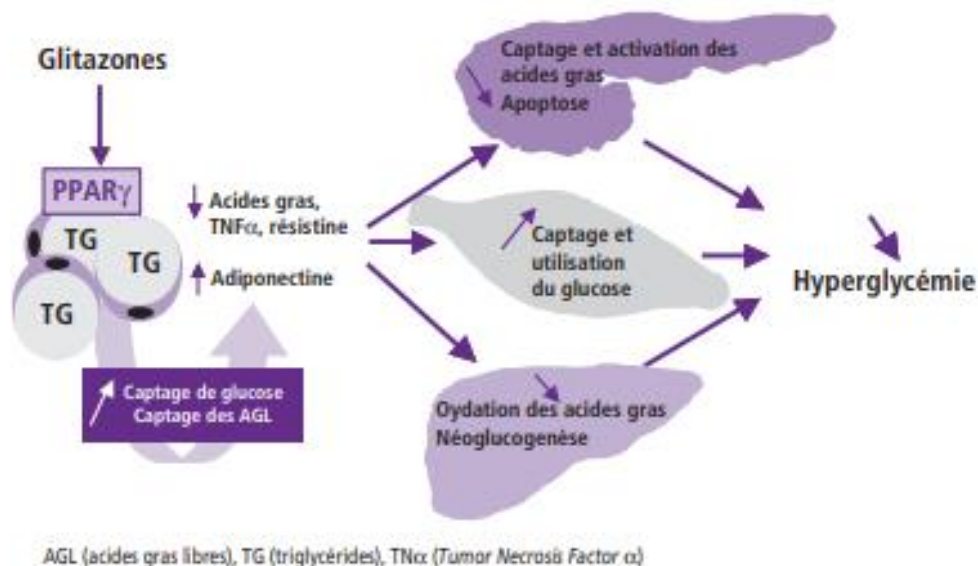 Glitazones
PPARγ
TG
TG
TG
Acides gras,
TNFα, résistine
Adiponectine
Captage de glucose
Captage des AGL
Captage et activation des
acides gras
Apoptose
Captage et
utilisation
du glucose
Oydation des acides gras
Néoglucogenèse
Hyperglycémie
AGL (acides gras libres), TG (triglycérides), TNα (Tumor Necrosis Factor α)